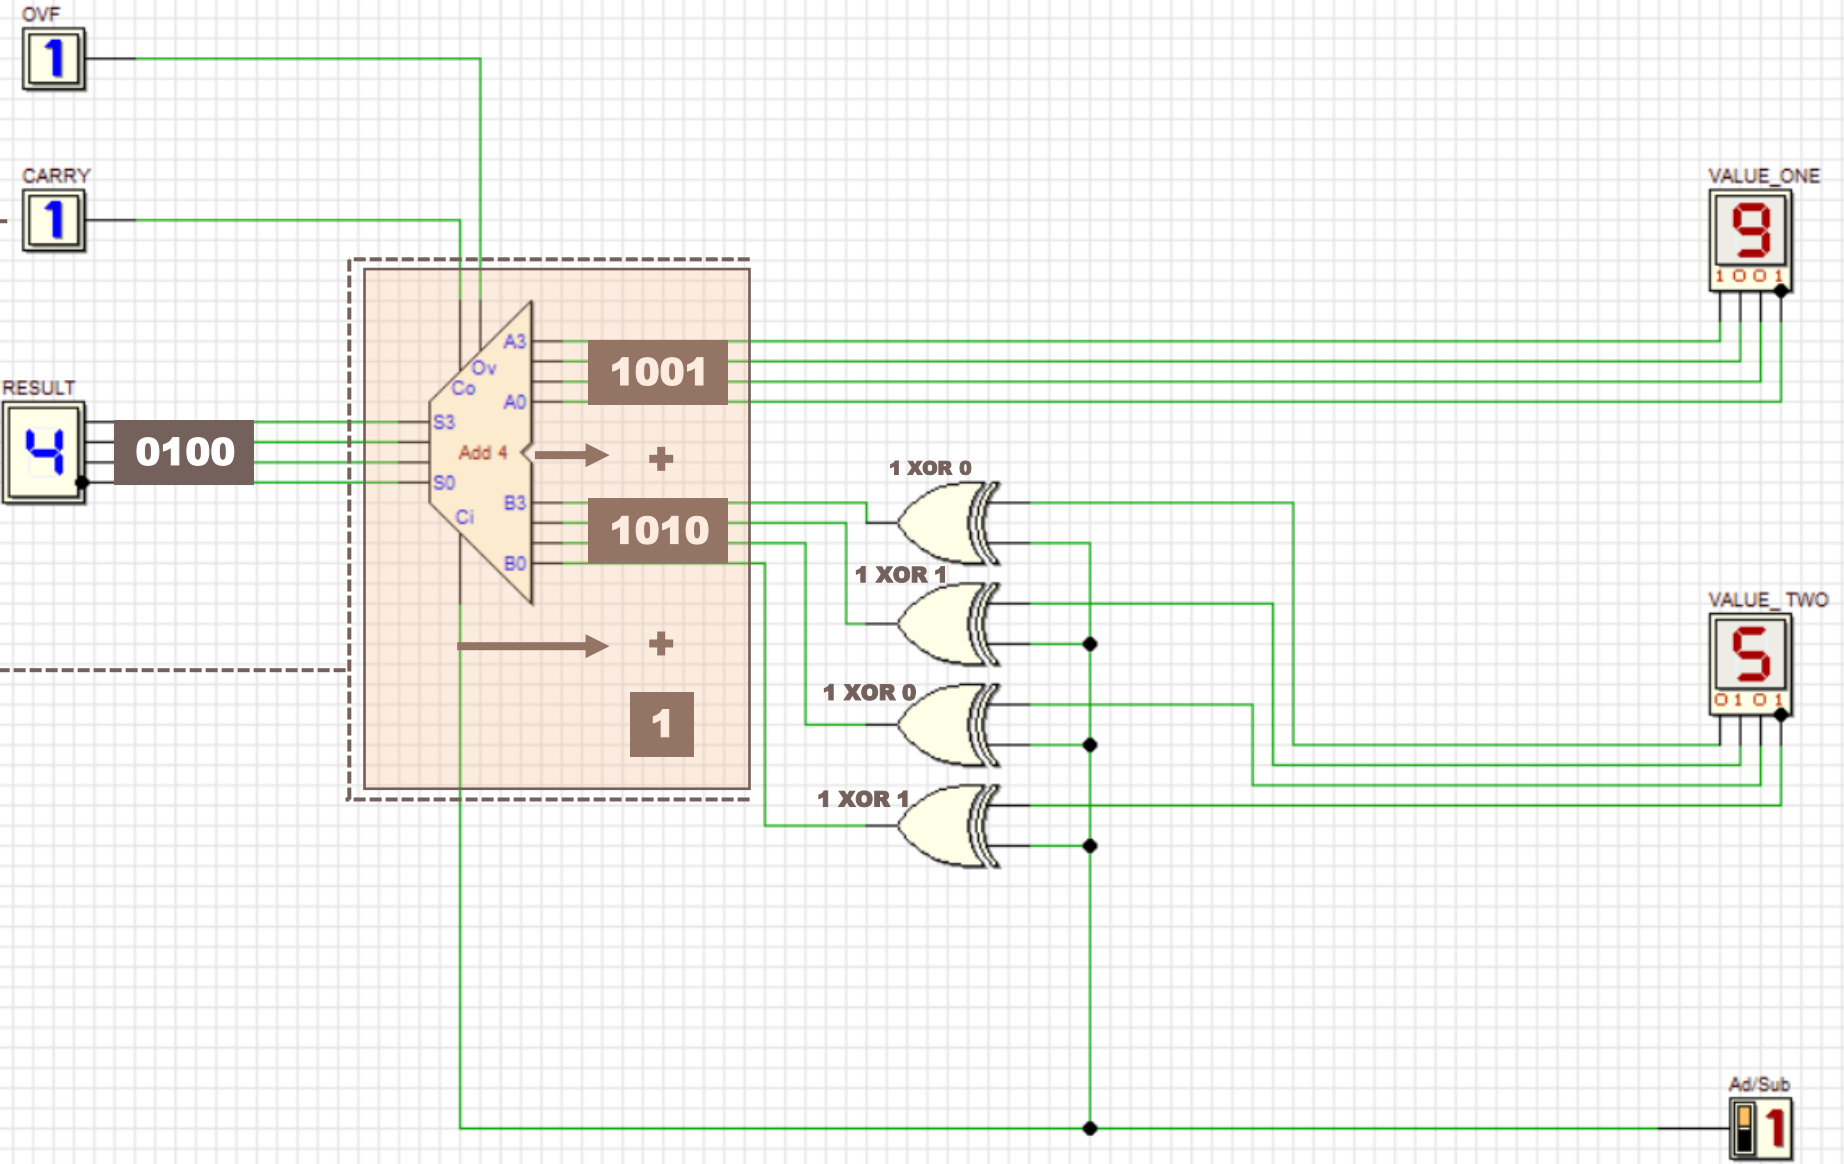 OVF
1
CARRY
1
VALUE_ONE
9
1 0 0 1
A3
1001
Ov
Co
A0
RESULT
4
0100
S3
Add 4
+
S0
1 XOR 0
B3
1010
Ci
B0
1 XOR 1
VALUE_ TWO
5
0 1 0 1
+
1 XOR 0
1
1 XOR 1
Ad/Sub
1